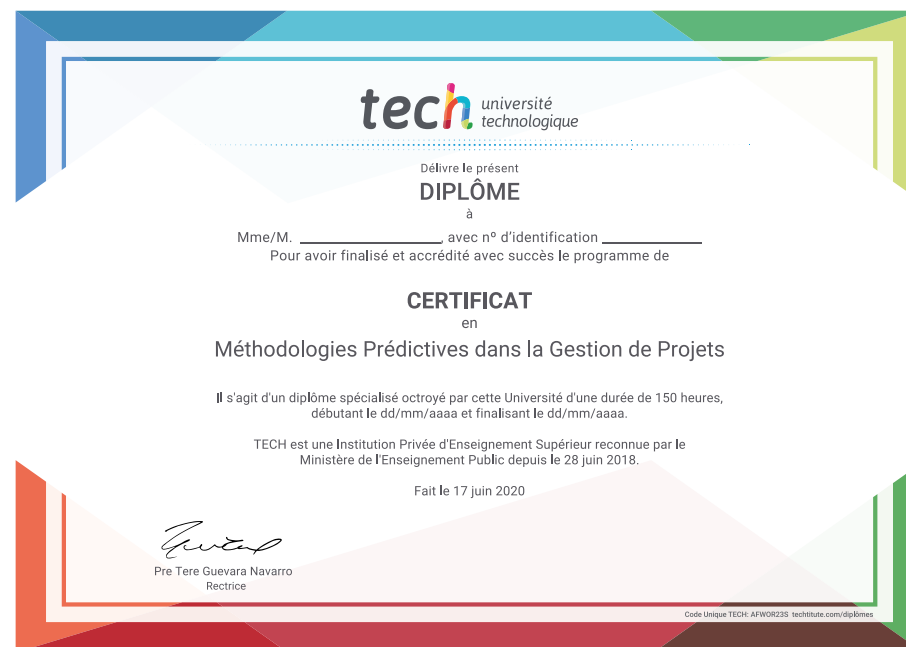 tech université
technologique
Délivre le présent
DIPLÔME
à
Mme/M. ____________________, avec nº d'identification ______________
Pour avoir finalisé et accrédité avec succès le programme de
CERTIFICAT
en
Méthodologies Prédictives dans la Gestion de Projets
Il s'agit d'un diplôme spécialisé octroyé par cette Université d'une durée de 150 heures,
débutant le dd/mm/aaaa et finalisant le dd/mm/aaaa.
TECH est une Institution Privée d'Enseignement Supérieur reconnue par le
Ministère de l'Enseignement Public depuis le 28 juin 2018.
Fait le 17 juin 2020
Pre Tere Guevara Navarro
Rectrice
Code Unique TECH: AFWOR23S techtitute.com/diplômes